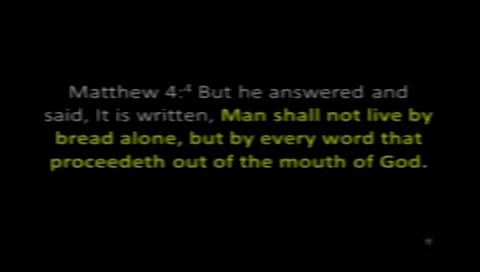 Matthew 4:⁴ But he answered and
said, It is written, Man shall not live by
bread alone, but by every word that
proceedeth out of the mouth of God.